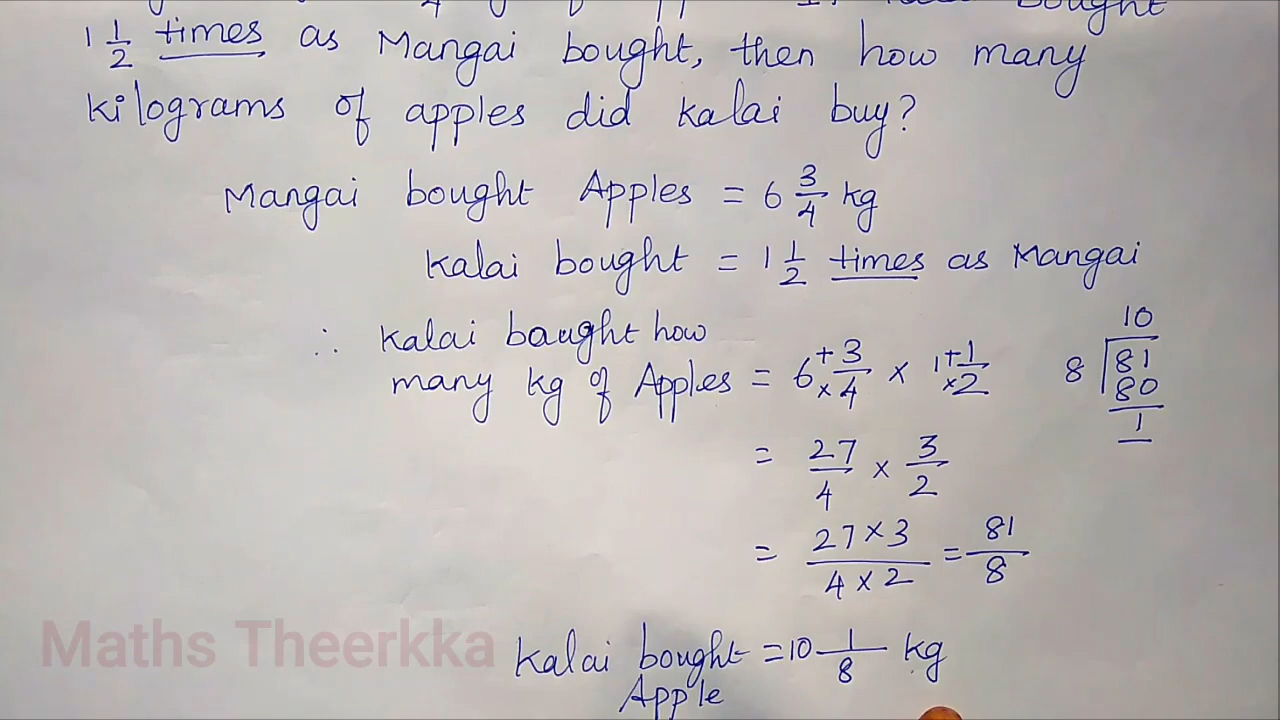 bought
1 1/2 times as Mangai bought, then how many
kilograms of apples did kalai buy?
Mangai bought Apples = 6 3/4 kg
kalai bought = 1 1/2 times as Mangai
∴ kalai baught how
many kg of Apples = 6 + 3 / × 4 × 1 + 1 / × 2
10
8 81
80
1
= 27/4 × 3/2
= 27 × 3 / 4 × 2 = 81/8
Maths Theerkka
kalai bought = 10 1/8 kg
Apple